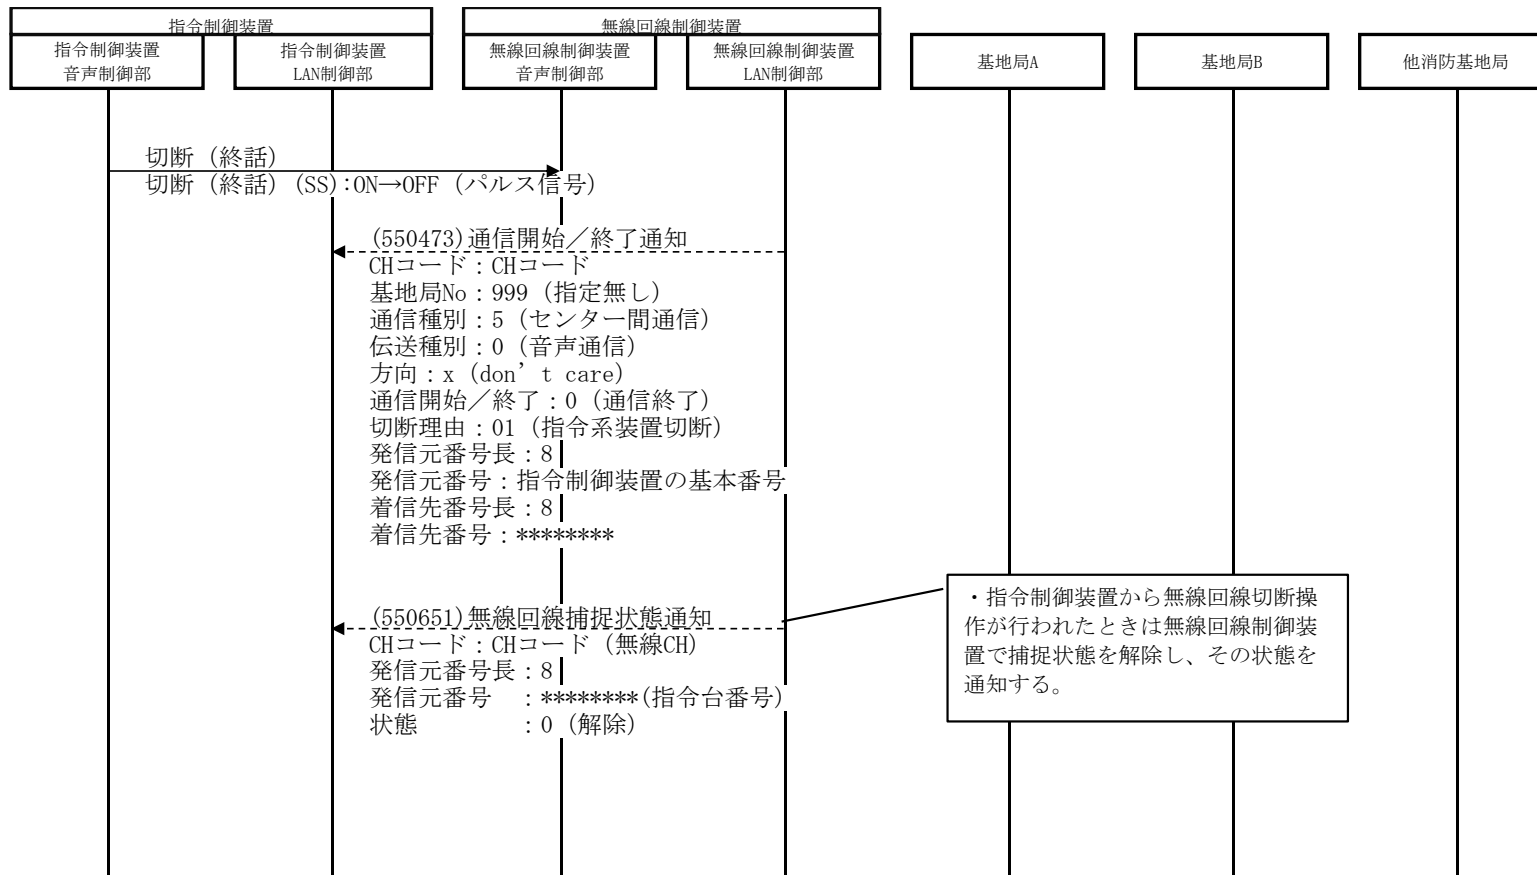 指令制御装置
無線回線制御装置
指令制御装置
音声制御部
指令制御装置
LAN制御部
無線回線制御装置
音声制御部
無線回線制御装置
LAN制御部
基地局A
基地局B
他消防基地局
切断（終話）
切断（終話）(SS):ON→OFF（パルス信号）
(550473)通信開始／終了通知
CHコード：CHコード
基地局No：999（指定無し）
通信種別：5（センター間通信）
伝送種別：0（音声通信）
方向：x（don’t care）
通信開始／終了：0（通信終了）
切断理由：01（指令系装置切断）
発信元番号長：8
発信元番号：指令制御装置の基本番号
着信先番号長：8
着信先番号：********
(550651)無線回線捕捉状態通知
CHコード：CHコード（無線CH）
発信元番号長：8
発信元番号　：********(指令台番号)
状態　　　　：0（解除）
・指令制御装置から無線回線切断操
作が行われたときは無線回線制御装
置で捕捉状態を解除し、その状態を
通知する。